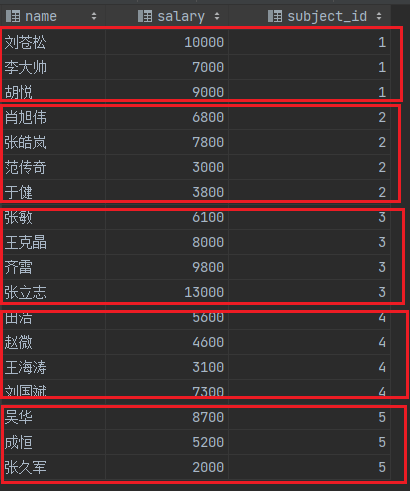 name salary subject_id
刘苍松 10000 1
李大帅 7000 1
胡悦 9000 1
肖旭伟 6800 2
张皓岚 7800 2
范传奇 3000 2
于健 3800 2
张敏 6100 3
王克晶 8000 3
齐雷 9800 3
张立志 13000 3
田浩 5600 4
赵微 4600 4
王海涛 3100 4
刘国斌 7300 4
吴华 8700 5
成恒 5200 5
张久军 2000 5